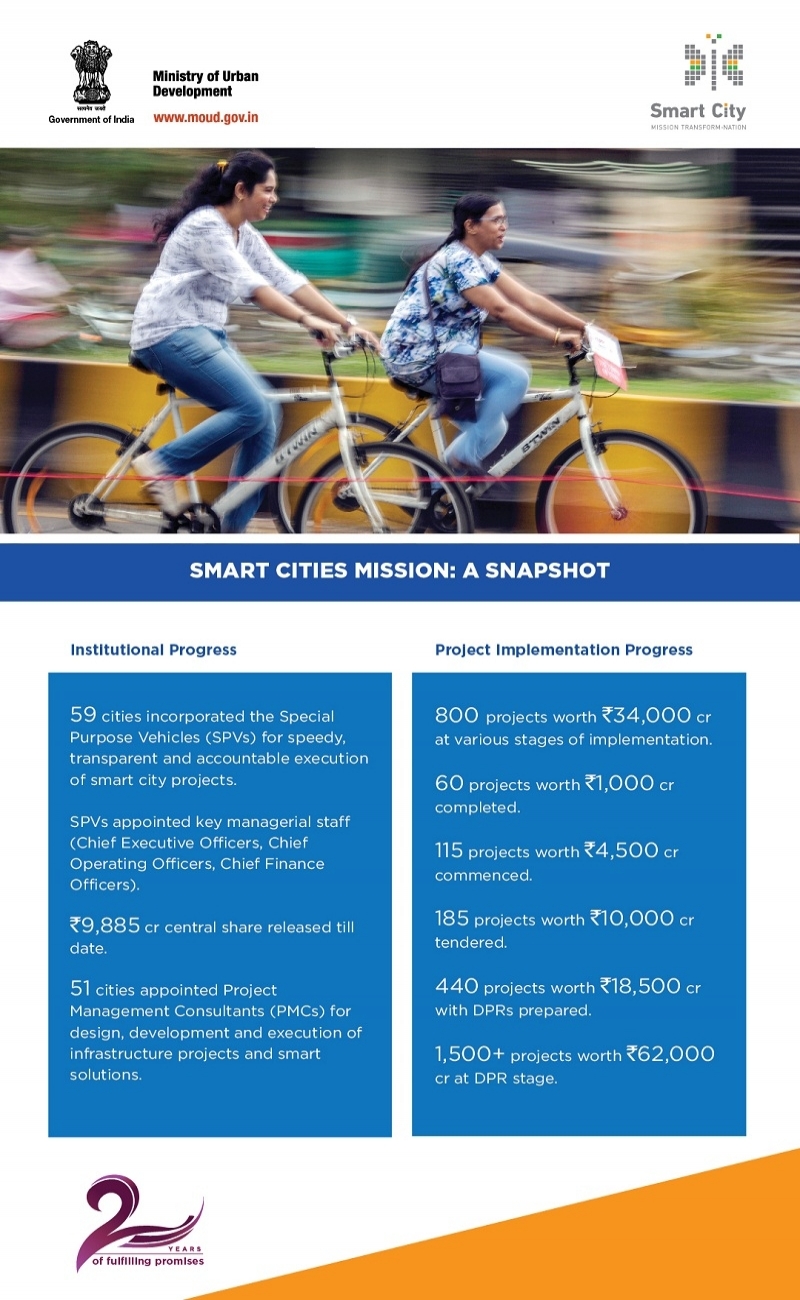 सत्यमेव जयते
Government of India
Ministry of Urban
Development
www.moud.gov.in
Smart City
MISSION TRANSFORM-NATION
B'TWIN
B'TWIN
SMART CITIES MISSION: A SNAPSHOT
Institutional Progress
59 cities incorporated the Special
Purpose Vehicles (SPVs) for speedy,
transparent and accountable execution
of smart city projects.
SPVs appointed key managerial staff
(Chief Executive Officers, Chief
Operating Officers, Chief Finance
Officers).
₹9,885 cr central share released till
date.
51 cities appointed Project
Management Consultants (PMCs) for
design, development and execution of
infrastructure projects and smart
solutions.
Project Implementation Progress
800 projects worth ₹34,000 cr
at various stages of implementation.
60 projects worth ₹1,000 cr
completed.
115 projects worth ₹4,500 cr
commenced.
185 projects worth ₹10,000 cr
tendered.
440 projects worth ₹18,500 cr
with DPRs prepared.
1,500+ projects worth ₹62,000
cr at DPR stage.
2
YEARS
of fulfilling promises